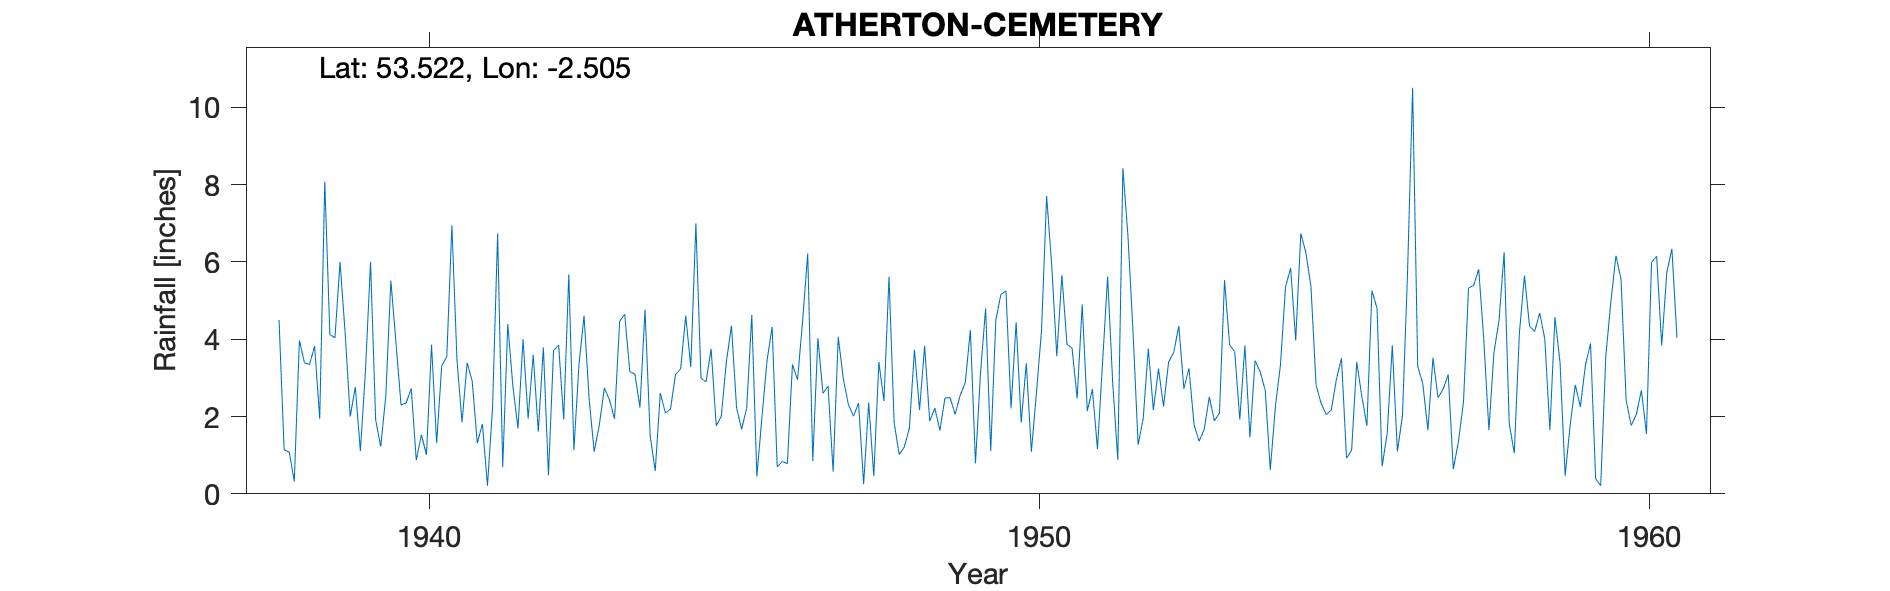 ATHERTON-CEMETERY
Lat: 53.522, Lon: -2.505
10
8
6
4
2
0
Rainfall [inches]
1940 1950 1960
Year